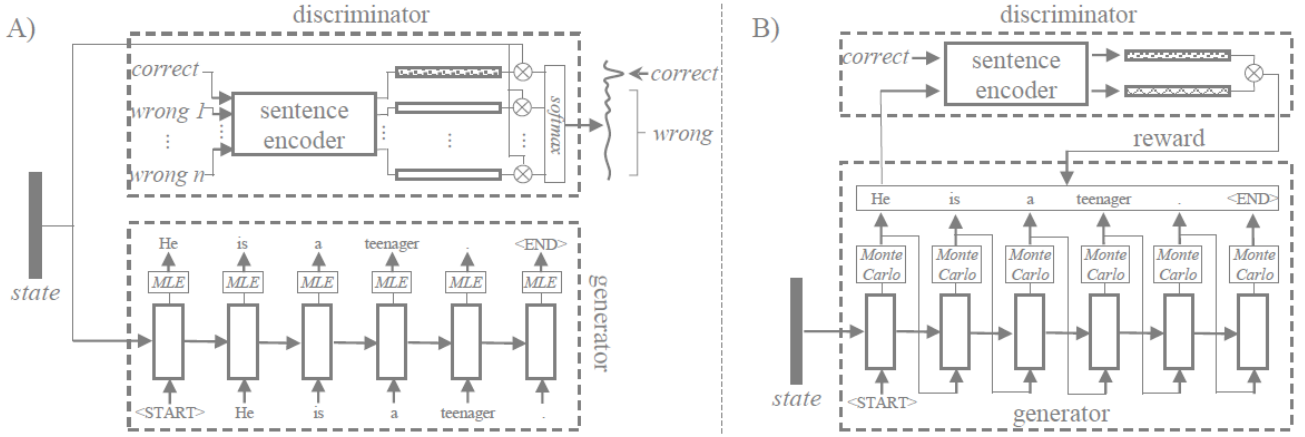 A)
discriminator
correct
wrong 1
⋮
wrong n
sentence
encoder
softmax
correct
wrong
state
He is a teenager . <END>
MLE MLE MLE MLE MLE MLE
<START> He is a teenager .
generator
B)
discriminator
correct
sentence
encoder
reward
He is a teenager . <END>
Monte Monte Monte Monte Monte Monte
Carlo Carlo Carlo Carlo Carlo Carlo
state
<START>
generator